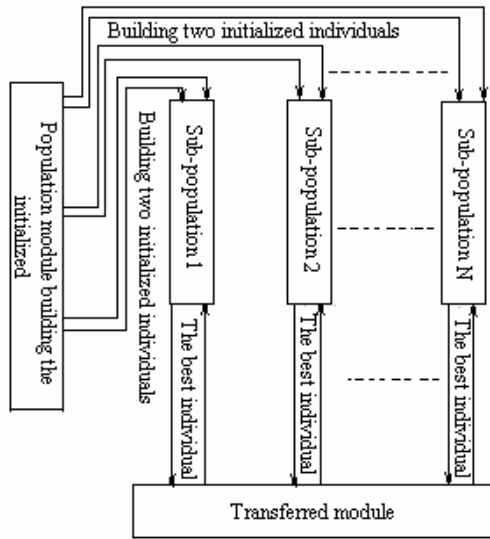 Building two initialized individuals
Population module building the
initialized
Building two initialized individuals
Sub-population 1
Sub-population 2
Sub-population N
The best individual
The best individual
The best individual
Transferred module